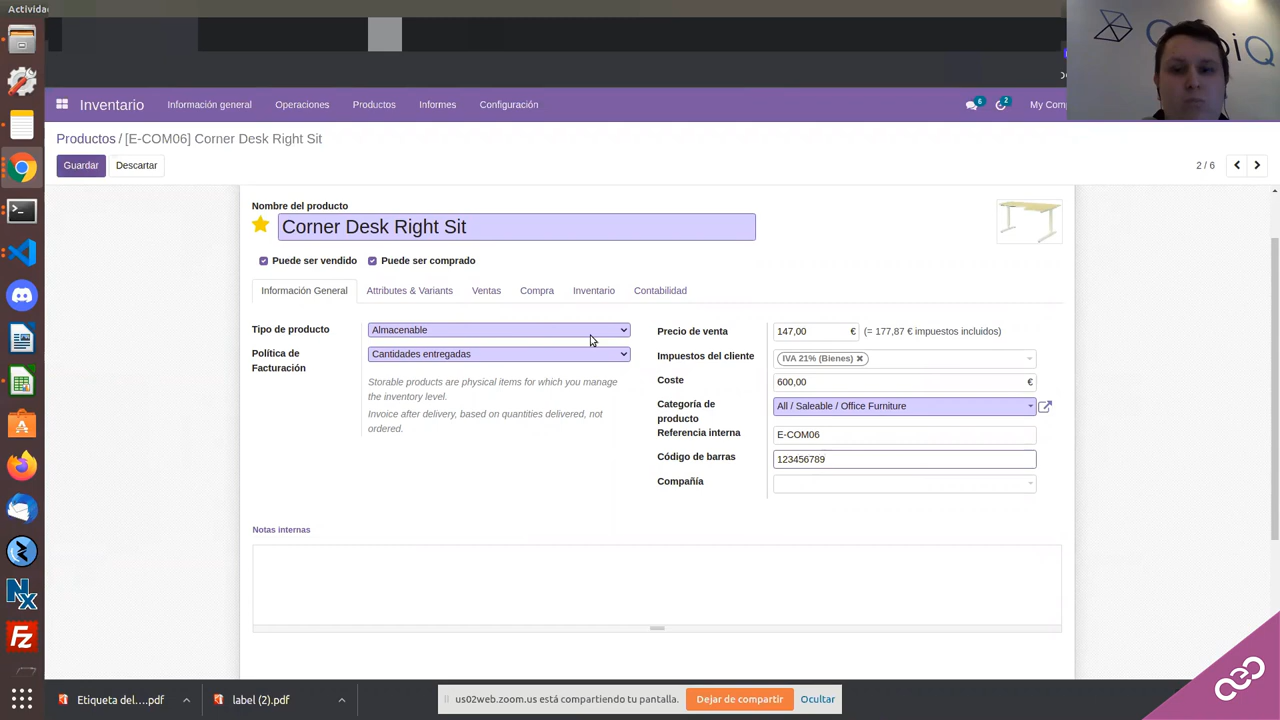 Activida
Inventario
Información general
Operaciones
Productos
Informes
Configuración
6
2
My Comp
Productos / [E-COM06] Corner Desk Right Sit
Guardar
Descartar
2 / 6
Nombre del producto
Corner Desk Right Sit
Puede ser vendido
Puede ser comprado
Información General
Attributes & Variants
Ventas
Compra
Inventario
Contabilidad
Tipo de producto
Almacenable
Política de
Facturación
Cantidades entregadas
Storable products are physical items for which you manage
the inventory level.
Invoice after delivery, based on quantities delivered, not
ordered.
Precio de venta
147,00 €
(= 177,87 € impuestos incluidos)
Impuestos del cliente
IVA 21% (Bienes)
Coste
600,00 €
Categoría de
producto
All / Saleable / Office Furniture
Referencia interna
E-COM06
Código de barras
123456789
Compañía
Notas internas
Etiqueta del....pdf
label (2).pdf
us02web.zoom.us está compartiendo tu pantalla.
Dejar de compartir
Ocultar